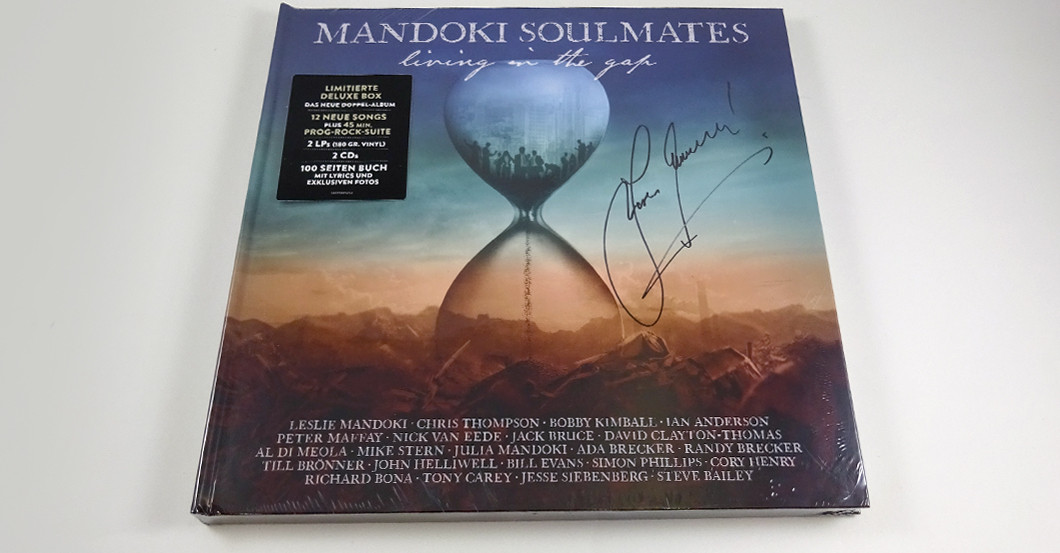 MANDOKI SOULMATES
living in the gap
LIMITIERTE
DELUXE BOX
DAS NEUE DOPPEL-ALBUM
12 NEUE SONGS
PLUS 45 MIN.
PROG-ROCK-SUITE
2 LPs (180 GR. VINYL)
2 CDs
100 SEITEN BUCH
MIT LYRICS UND
EXKLUSIVEN FOTOS
LESLIE MANDOKI · CHRIS THOMPSON · BOBBY KIMBALL · IAN ANDERSON
PETER MAFFAY · NICK VAN EEDE · JACK BRUCE · DAVID CLAYTON-THOMAS
AL DI MEOLA · MIKE STERN · JULIA MANDOKI · ADA BRECKER · RANDY BRECKER
TILL BRÖNNER · JOHN HELLIWELL · BILL EVANS · SIMON PHILLIPS · CORY HENRY
RICHARD BONA · TONY CAREY · JESSE SIEBENBERG · STEVE BAILEY